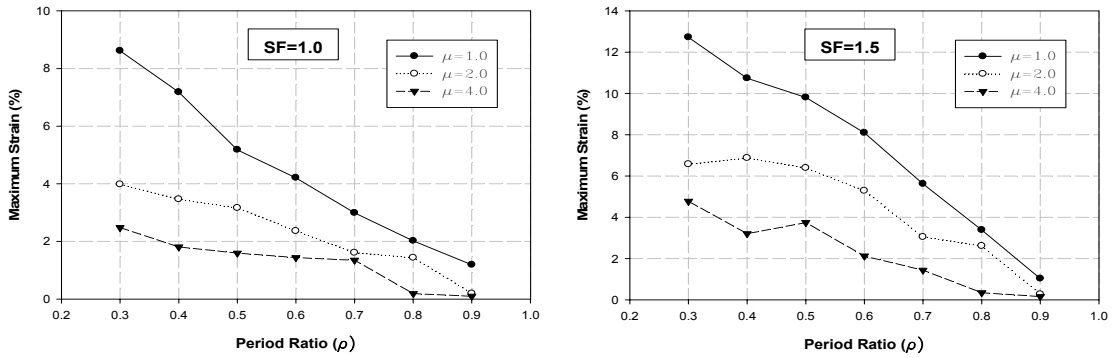 SF=1.0
μ=1.0
μ=2.0
μ=4.0
Maximum Strain (%)
10
8
6
4
2
0
0.2 0.3 0.4 0.5 0.6 0.7 0.8 0.9 1.0
Period Ratio (ρ)
SF=1.5
μ=1.0
μ=2.0
μ=4.0
Maximum Strain (%)
14
12
10
8
6
4
2
0
0.2 0.3 0.4 0.5 0.6 0.7 0.8 0.9 1.0
Period Ratio (ρ)